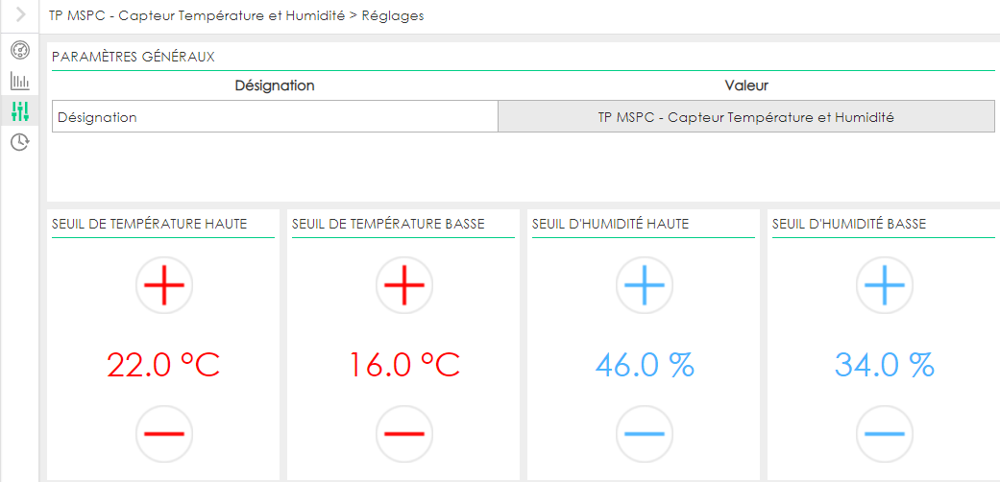 TP MSPC - Capteur Température et Humidité > Réglages
PARAMÈTRES GÉNÉRAUX
Désignation Valeur
Désignation TP MSPC - Capteur Température et Humidité
SEUIL DE TEMPÉRATURE HAUTE SEUIL DE TEMPÉRATURE BASSE SEUIL D'HUMIDITÉ HAUTE SEUIL D'HUMIDITÉ BASSE
22.0 °C 16.0 °C 46.0 % 34.0 %